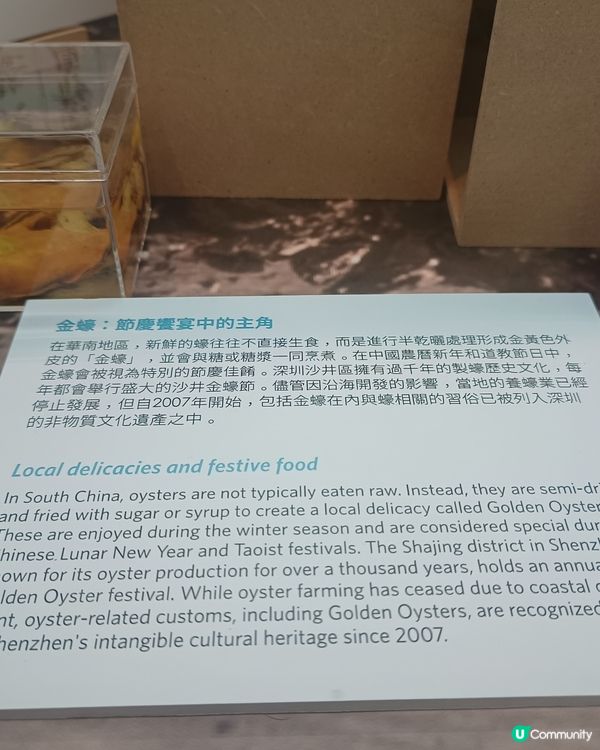 金蠔：節慶饗宴中的主角
在華南地區，新鮮的蠔往往不直接生食，而是進行半乾曬處理形成金黃色外
皮的「金蠔」，並會與糖或糖漿一同烹煮。在中國農曆新年和道教節日中，
金蠔會被視為特別的節慶佳餚。深圳沙井區擁有過千年的製蠔歷史文化，每
年都會舉行盛大的沙井金蠔節。儘管因沿海開發的影響，當地的養蠔業已經
停止發展，但自2007年開始，包括金蠔在內與蠔相關的習俗已被列入深圳
的非物質文化遺產之中。
Local delicacies and festive food
In South China, oysters are not typically eaten raw. Instead, they are semi-dri
and fried with sugar or syrup to create a local delicacy called Golden Oyster
These are enjoyed during the winter season and are considered special dur
Chinese Lunar New Year and Taoist festivals. The Shajing district in Shenz
own for its oyster production for over a thousand years, holds an annua
lden Oyster festival. While oyster farming has ceased due to coastal
nt, oyster-related customs, including Golden Oysters, are recognized
henzhen's intangible cultural heritage since 2007.
U Community